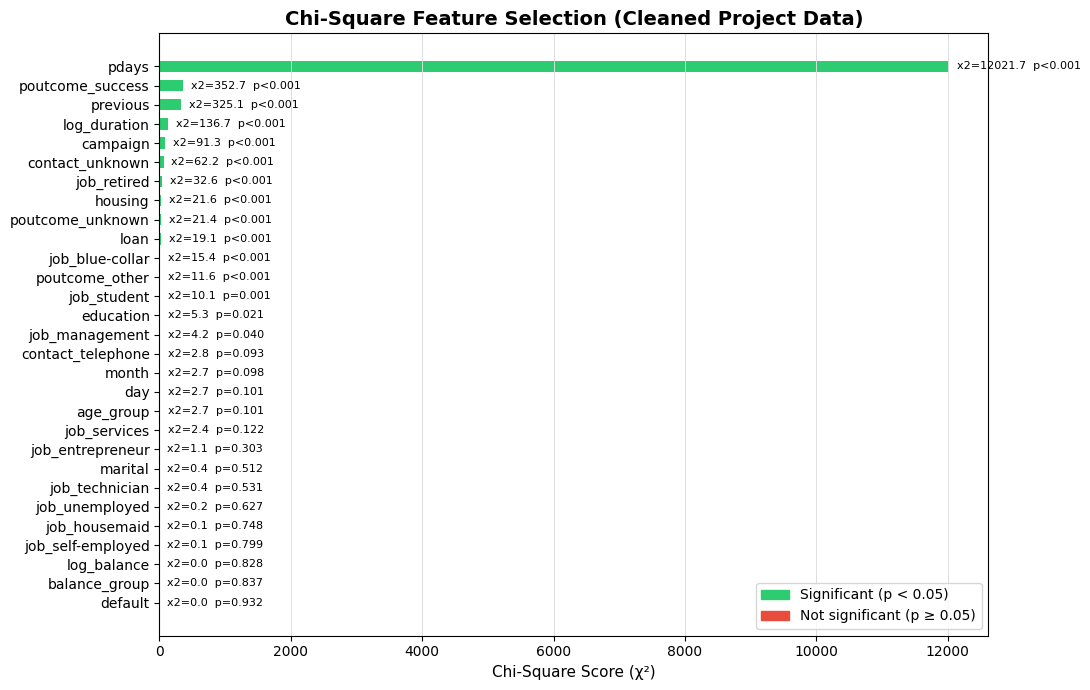 Chi-Square Feature Selection (Cleaned Project Data)
pdays x2=12021.7 p<0.001
poutcome_success x2=352.7 p<0.001
previous x2=325.1 p<0.001
log_duration x2=136.7 p<0.001
campaign x2=91.3 p<0.001
contact_unknown x2=62.2 p<0.001
job_retired x2=32.6 p<0.001
housing x2=21.6 p<0.001
poutcome_unknown x2=21.4 p<0.001
loan x2=19.1 p<0.001
job_blue-collar x2=15.4 p<0.001
poutcome_other x2=11.6 p<0.001
job_student x2=10.1 p=0.001
education x2=5.3 p=0.021
job_management x2=4.2 p=0.040
contact_telephone x2=2.8 p=0.093
month x2=2.7 p=0.098
day x2=2.7 p=0.101
age_group x2=2.7 p=0.101
job_services x2=2.4 p=0.122
job_entrepreneur x2=1.1 p=0.303
marital x2=0.4 p=0.512
job_technician x2=0.4 p=0.531
job_unemployed x2=0.2 p=0.627
job_housemaid x2=0.1 p=0.748
job_self-employed x2=0.1 p=0.799
log_balance x2=0.0 p=0.828
balance_group x2=0.0 p=0.837
default x2=0.0 p=0.932
Significant (p < 0.05)
Not significant (p ≥ 0.05)
0 2000 4000 6000 8000 10000 12000
Chi-Square Score (χ²)